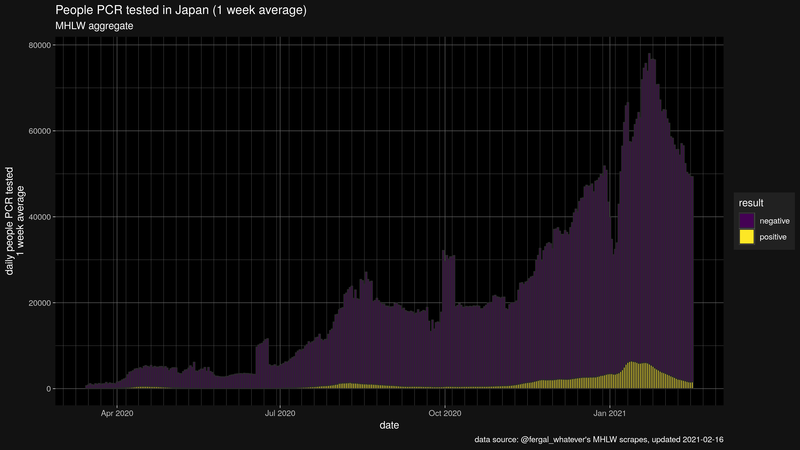 People PCR tested in Japan (1 week average)
MHLW aggregate
80000
60000
40000
20000
0
daily people PCR tested
1 week average
Apr 2020
Jul 2020
Oct 2020
Jan 2021
date
result
negative
positive
data source: @fergal_whatever's MHLW scrapes, updated 2021-02-16